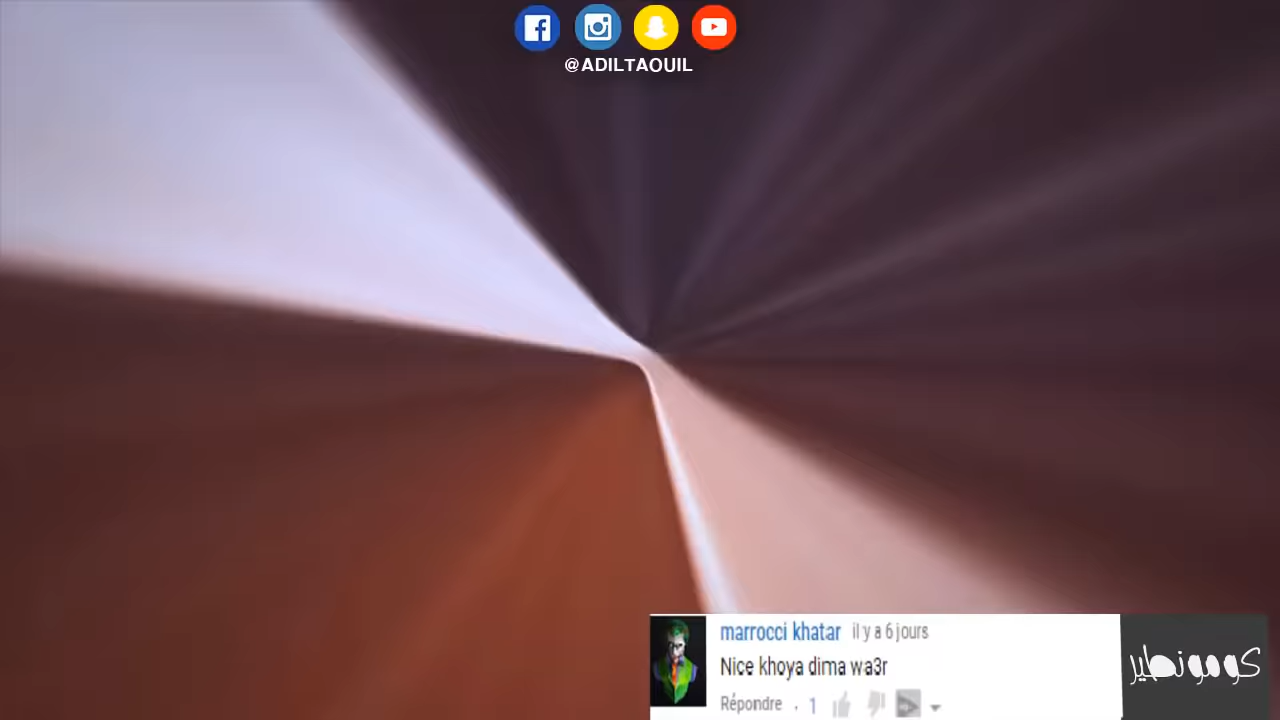 @ADILTAOUIL
marrocci khatar il y a 6 jours
Nice khoya dima wa3r
Répondre . 1
كومونطير